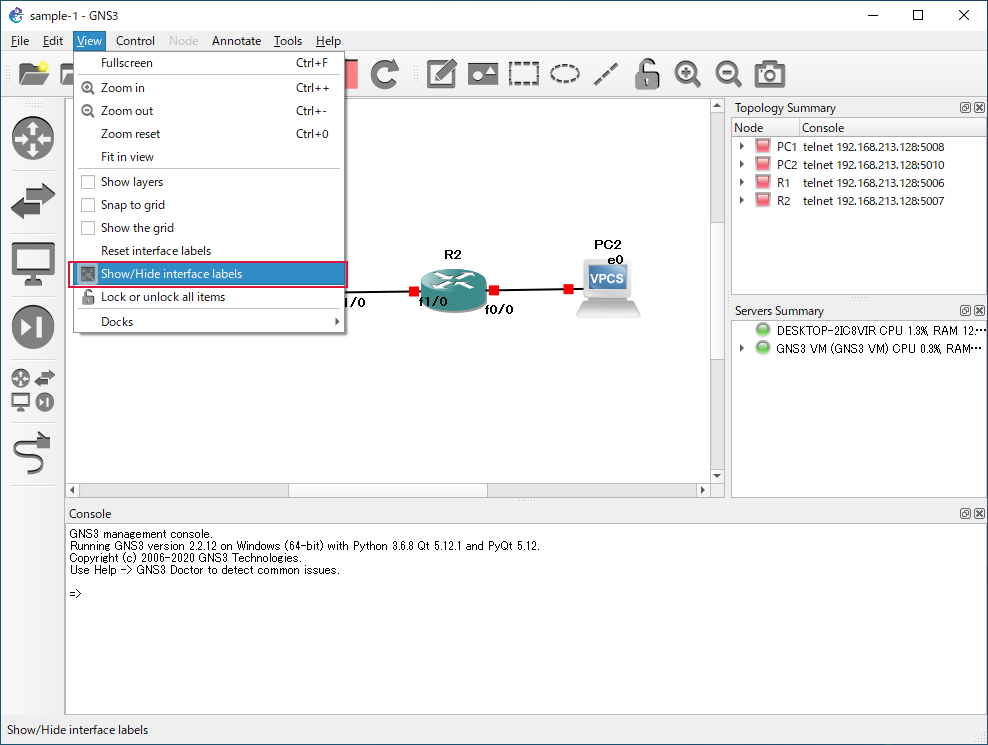 sample-1 - GNS3
File Edit View Control Node Annotate Tools Help
Fullscreen Ctrl+F
Zoom in Ctrl++
Zoom out Ctrl+-
Zoom reset Ctrl+0
Fit in view
Show layers
Snap to grid
Show the grid
Reset interface labels
Show/Hide interface labels
Lock or unlock all items
Docks
R2
1/0
f1/0
f0/0
PC2
e0
VPCS
Topology Summary
Node Console
PC1 telnet 192.168.213.128:5008
PC2 telnet 192.168.213.128:5010
R1 telnet 192.168.213.128:5006
R2 telnet 192.168.213.128:5007
Servers Summary
DESKTOP-2IC8VIR CPU 1.3%, RAM 12.…
GNS3 VM (GNS3 VM) CPU 0.3%, RAM…
Console
GNS3 management console.
Running GNS3 version 2.2.12 on Windows (64-bit) with Python 3.6.8 Qt 5.12.1 and PyQt 5.12.
Copyright (c) 2006-2020 GNS3 Technologies.
Use Help -> GNS3 Doctor to detect common issues.
=>
Show/Hide interface labels